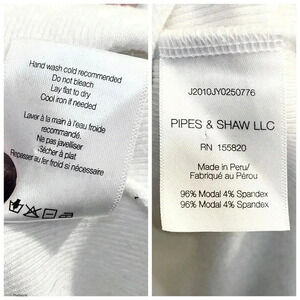 Hand wash cold recommended
Do not bleach
Lay flat to dry
Cool iron if needed
Laver à la main à l'eau froide
recommandé.
Ne pas javelliser
Sécher à plat
Repasser au fer froid si nécessaire
J2010JY0250776
PIPES & SHAW LLC
RN 155820
Made in Peru/
Fabriqué au Pérou
96% Modal 4% Spandex
96% Modal 4% Spandex